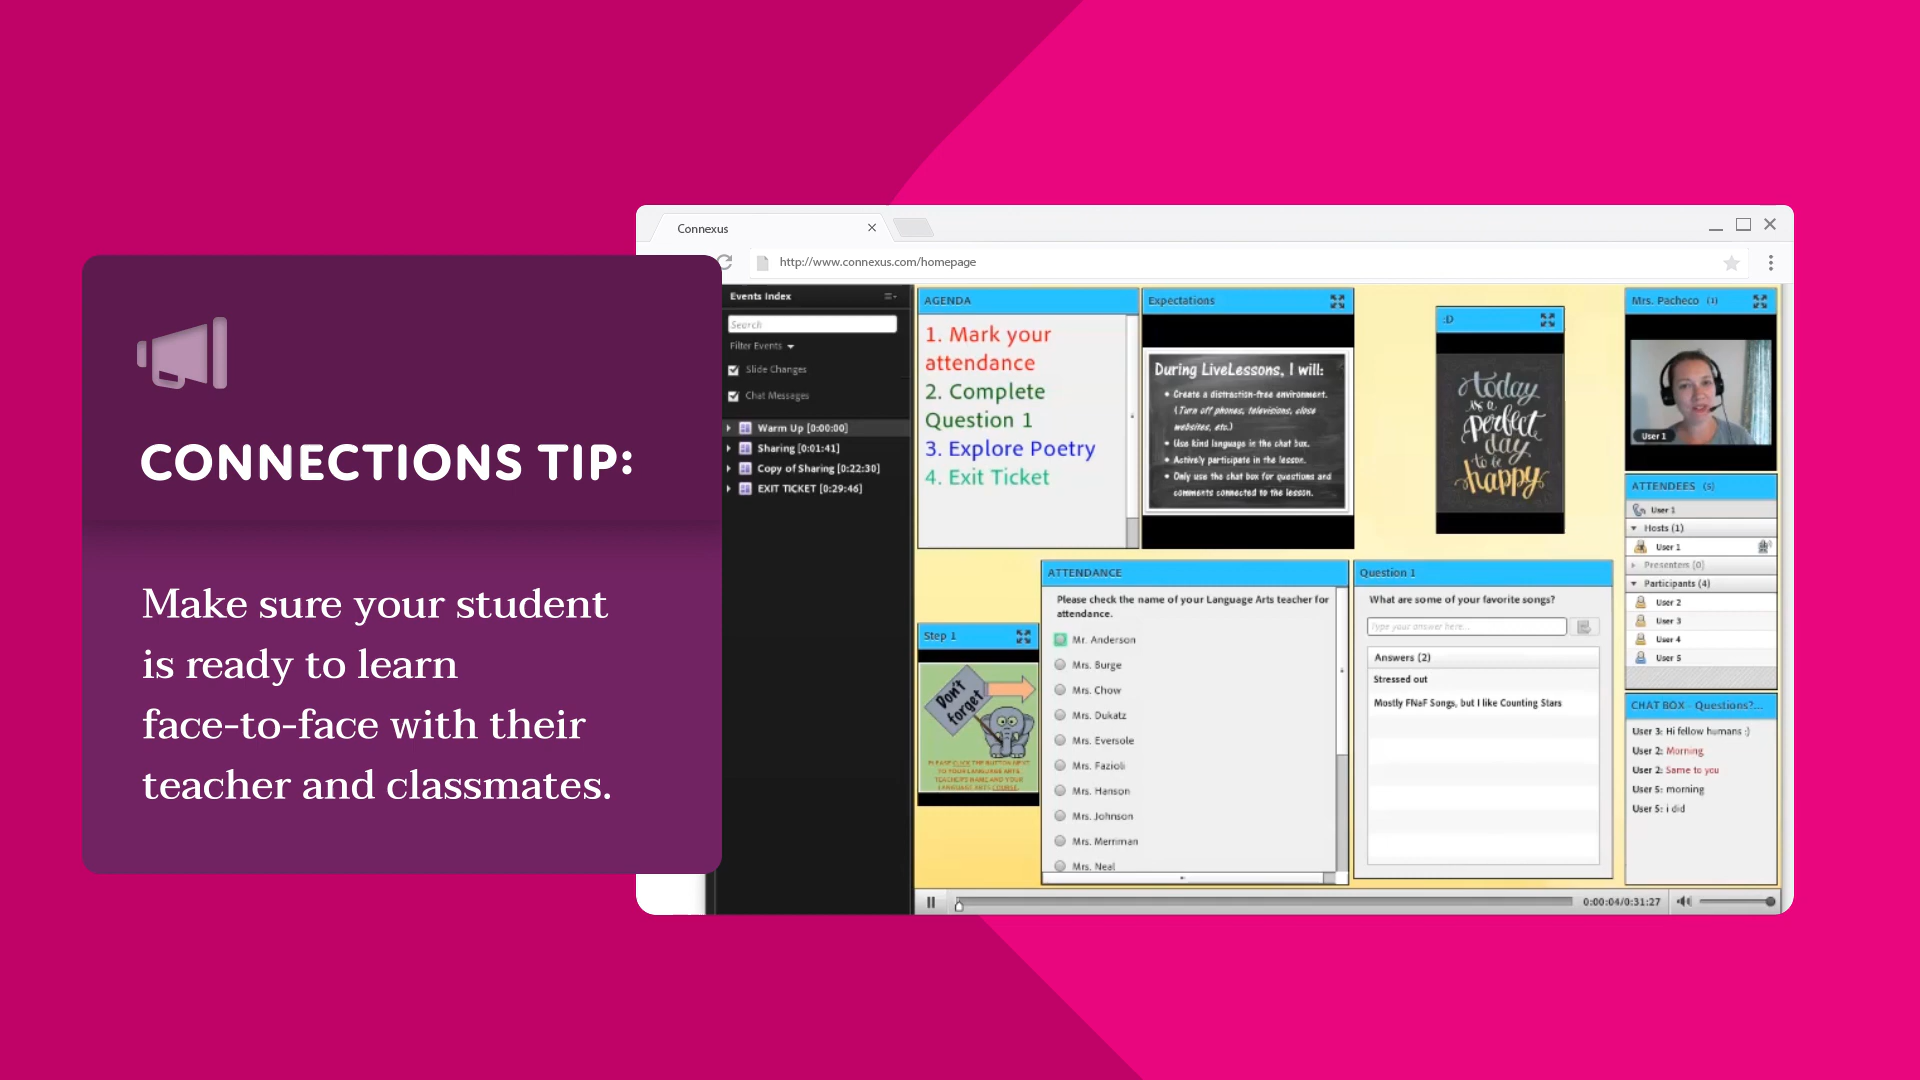 CONNECTIONS TIP:
Make sure your student
is ready to learn
face-to-face with their
teacher and classmates.
Connexus
http://www.connexus.com/homepage
Events Index
Search
Filter Events
Slide Changes
Chat Messages
Warm Up [0:00:00]
Sharing [0:01:41]
Copy of Sharing [0:22:30]
EXIT TICKET [0:29:46]
AGENDA
1. Mark your
attendance
2. Complete
Question 1
3. Explore Poetry
4. Exit Ticket
Expectations
During LiveLessons, I will:
• Create a distraction-free environment.
(Turn off phones, televisions, close
websites, etc.)
• Use kind language in the chat box.
• Actively participate in the lesson.
• Only use the chat box for questions and
comments connected to the lesson.
:D
today
is a
perfect
day
to be
happy
Mrs. Pacheco (1)
User 1
ATTENDEES (5)
User 1
Hosts (1)
User 1
Presenters (0)
Participants (4)
User 2
User 3
User 4
User 5
Step 1
Don't
forget
PLEASE CLICK THE BUTTON NEXT
TO YOUR LANGUAGE ARTS
TEACHER'S NAME AND YOUR
LANGUAGE ARTS COURSE.
ATTENDANCE
Please check the name of your Language Arts teacher for
attendance.
Mr. Anderson
Mrs. Burge
Mrs. Chow
Mrs. Dukatz
Mrs. Eversole
Mrs. Fazioli
Mrs. Hanson
Mrs. Johnson
Mrs. Merriman
Mrs. Neal
Question 1
What are some of your favorite songs?
Type your answer here...
Answers (2)
Stressed out
Mostly FNaF Songs, but I like Counting Stars
CHAT BOX - Questions?...
User 3: Hi fellow humans :)
User 2: Morning
User 2: Same to you
User 5: morning
User 5: i did
0:00:04/0:31:27